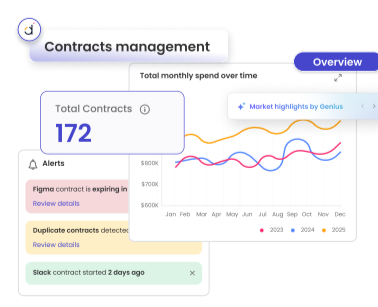 d
Contracts management
Overview
Total monthly spend over time
Total Contracts
172
Market highlights by Genius
$800K
$700K
$600K
Jan Feb Mar Apr May Jun Jul Aug Sep Oct Nov Dec
2023 2024 2025
Alerts
Figma contract is expiring in
Review details
Duplicate contracts detected
Review details
Slack contract started 2 days ago